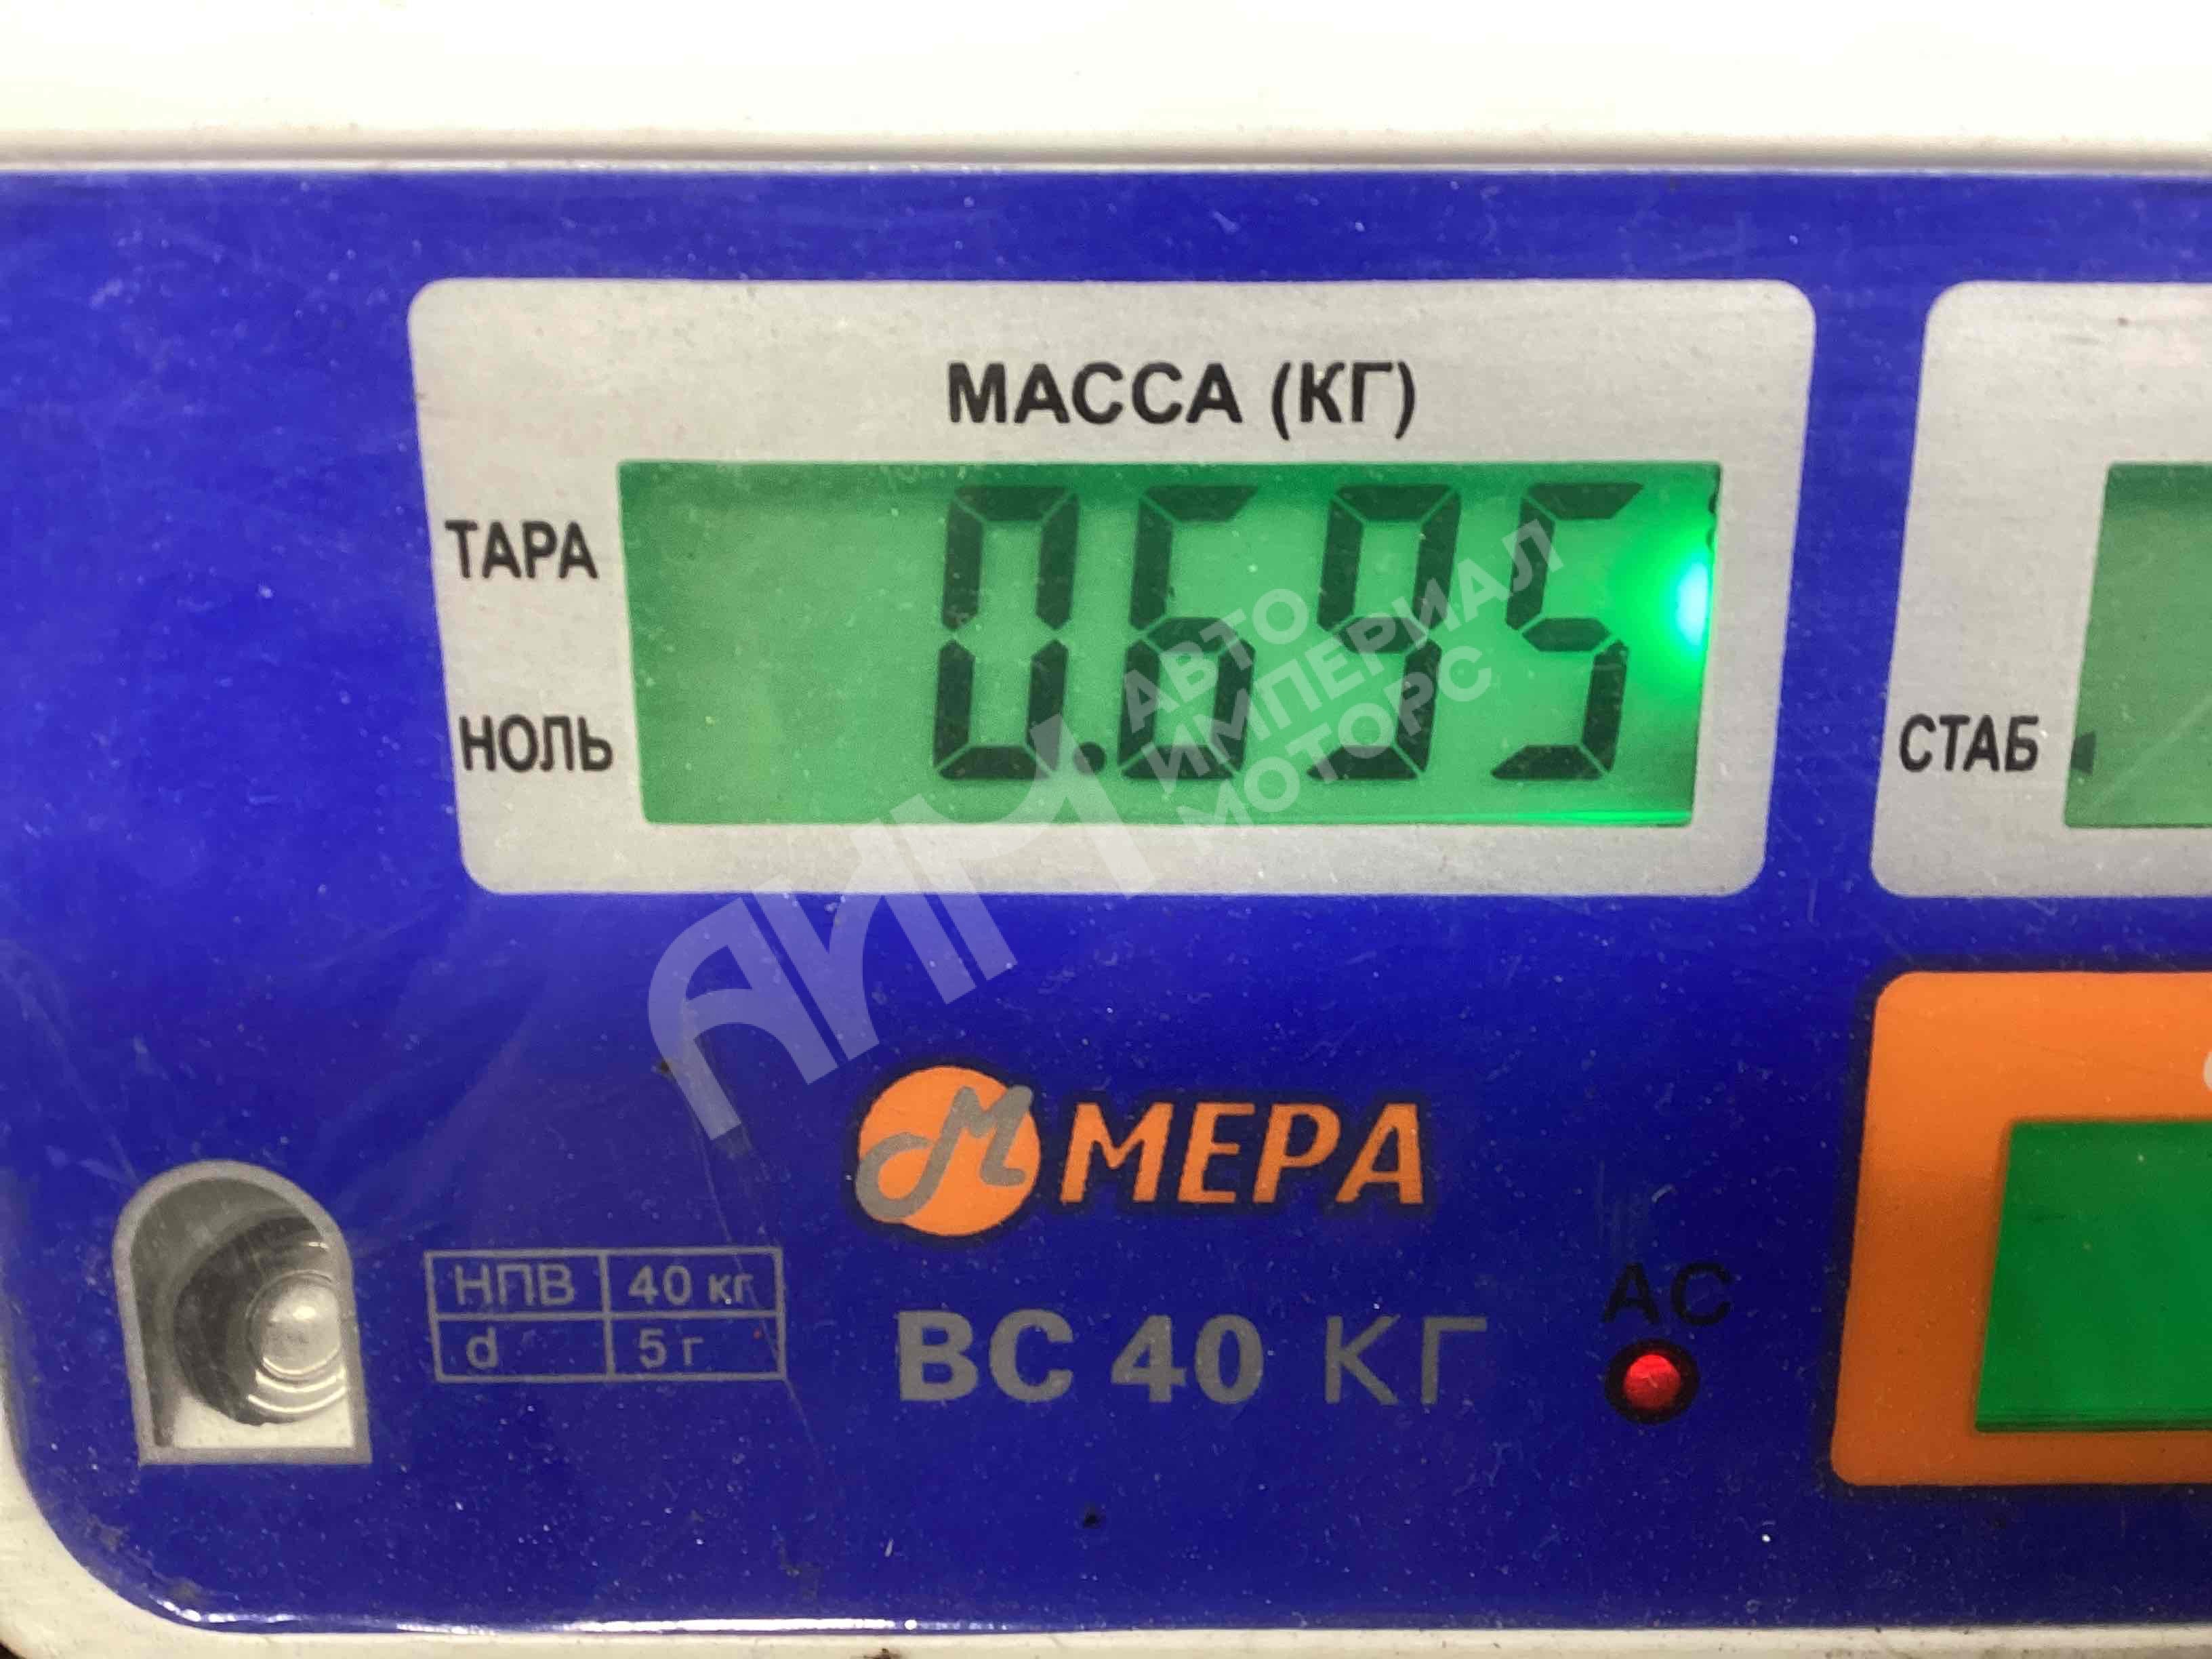 МАССА (КГ)
ТАРА
0.695
НОЛЬ
СТАБ
АИМ
АВТО
ИМПЕРИАЛ
МОТОРС
М МЕРА
НПВ 40 кг
d 5 г
ВС 40 КГ
АС